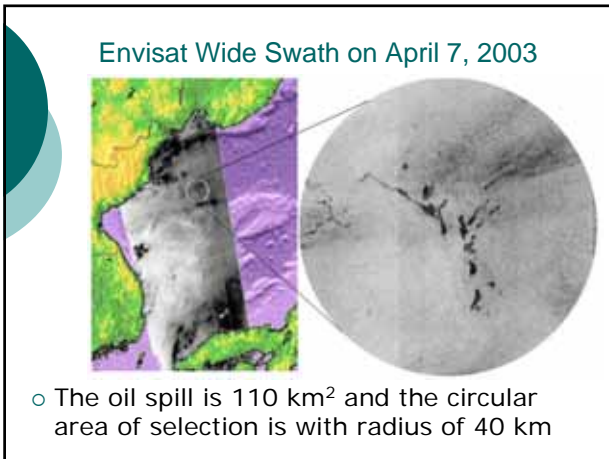 Envisat Wide Swath on April 7, 2003
The oil spill is 110 km² and the circular
area of selection is with radius of 40 km